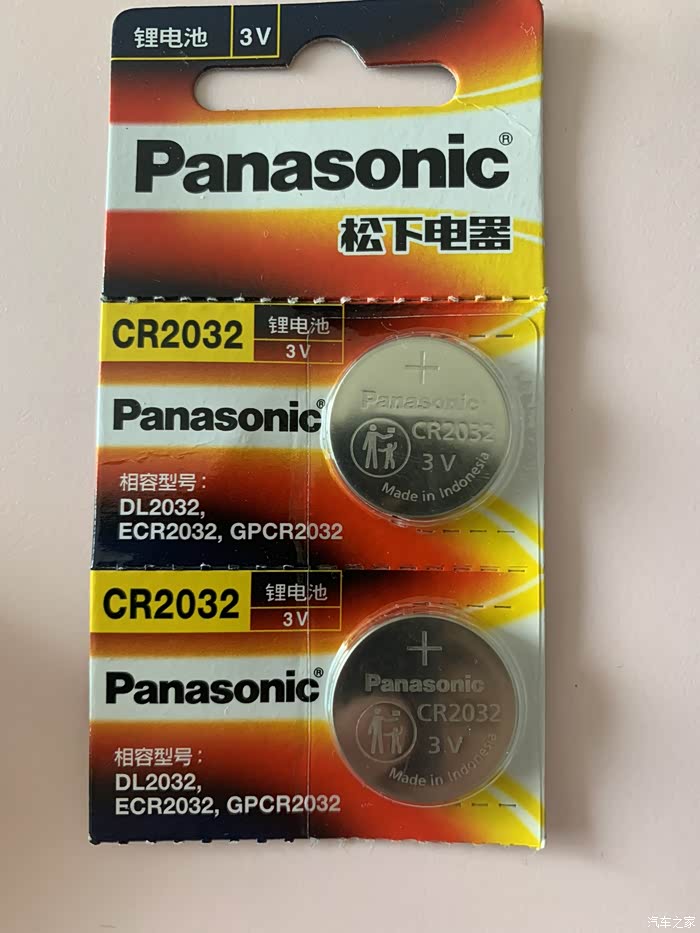 锂电池 3V
Panasonic®
松下电器
CR2032 锂电池
3V
Panasonic®
相容型号：
DL2032,
ECR2032, GPCR2032
+
Panasonic
CR2032
3V
Made in Indonesia
CR2032 锂电池
3V
Panasonic®
相容型号：
DL2032,
ECR2032, GPCR2032
+
Panasonic
CR2032
3V
Made in Indonesia
汽车之家